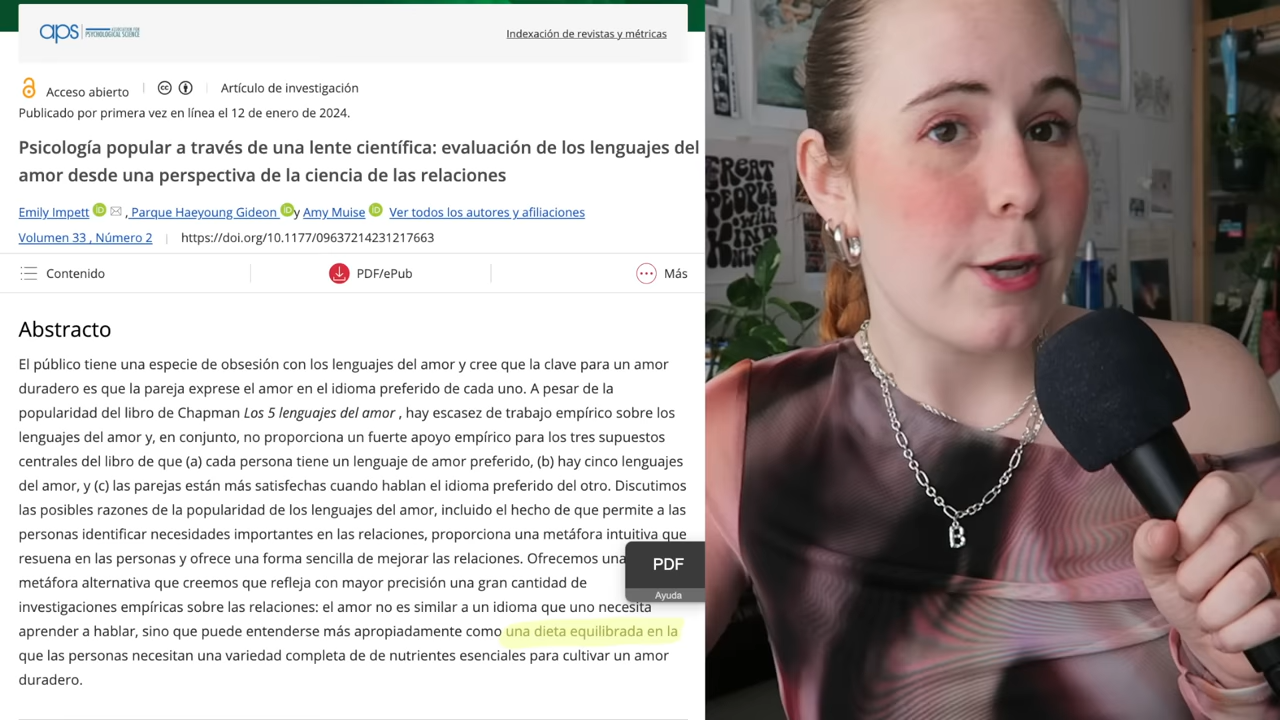 aps ASSOCIATION FOR
PSYCHOLOGICAL SCIENCE
Indexación de revistas y métricas
Acceso abierto
Artículo de investigación
Publicado por primera vez en línea el 12 de enero de 2024.
Psicología popular a través de una lente científica: evaluación de los lenguajes del
amor desde una perspectiva de la ciencia de las relaciones
Emily Impett iD , Parque Haeyoung Gideon iD y Amy Muise iD Ver todos los autores y afiliaciones
Volumen 33 , Número 2 | https://doi.org/10.1177/09637214231217663
Contenido
PDF/ePub
Más
Abstracto
El público tiene una especie de obsesión con los lenguajes del amor y cree que la clave para un amor
duradero es que la pareja exprese el amor en el idioma preferido de cada uno. A pesar de la
popularidad del libro de Chapman Los 5 lenguajes del amor , hay escasez de trabajo empírico sobre los
lenguajes del amor y, en conjunto, no proporciona un fuerte apoyo empírico para los tres supuestos
centrales del libro de que (a) cada persona tiene un lenguaje de amor preferido, (b) hay cinco lenguajes
del amor, y (c) las parejas están más satisfechas cuando hablan el idioma preferido del otro. Discutimos
las posibles razones de la popularidad de los lenguajes del amor, incluido el hecho de que permite a las
personas identificar necesidades importantes en las relaciones, proporciona una metáfora intuitiva que
resuena en las personas y ofrece una forma sencilla de mejorar las relaciones. Ofrecemos una
metáfora alternativa que creemos que refleja con mayor precisión una gran cantidad de
investigaciones empíricas sobre las relaciones: el amor no es similar a un idioma que uno necesita
aprender a hablar, sino que puede entenderse más apropiadamente como una dieta equilibrada en la
que las personas necesitan una variedad completa de de nutrientes esenciales para cultivar un amor
duradero.
PDF
Ayuda
GREAT
PEOPLE
with
KIND
B